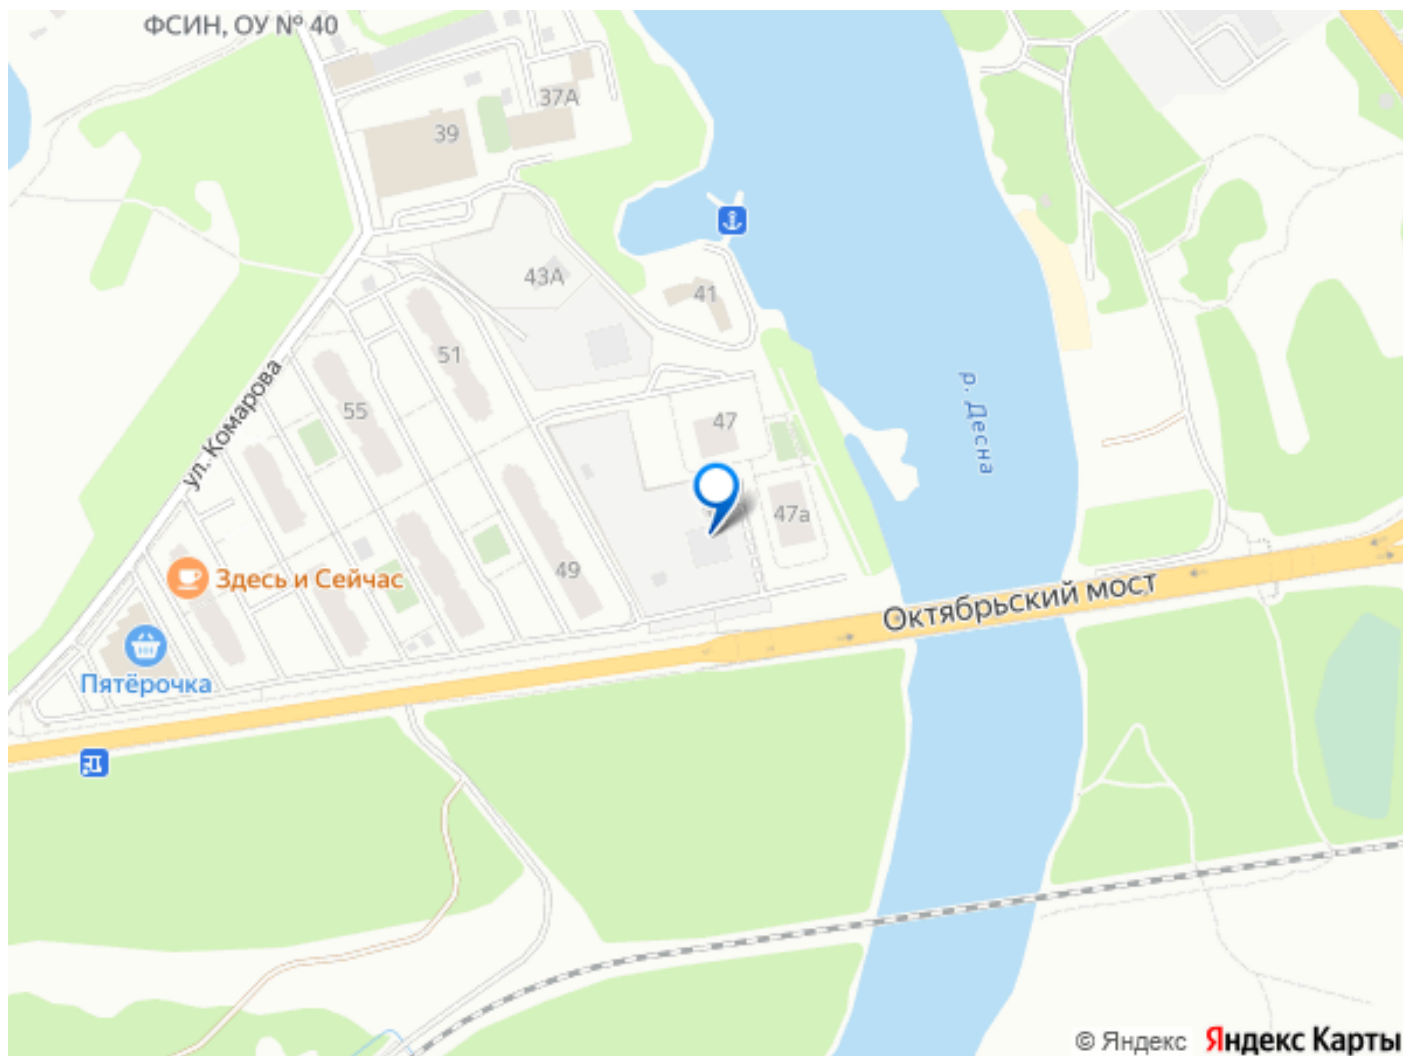 ФСИН, ОУ № 40
37А
39
43А
41
51
55
ул. Комарова
47
р. Десна
47а
49
Здесь и Сейчас
Октябрьский мост
Пятёрочка
© Яндекс Яндекс Карты